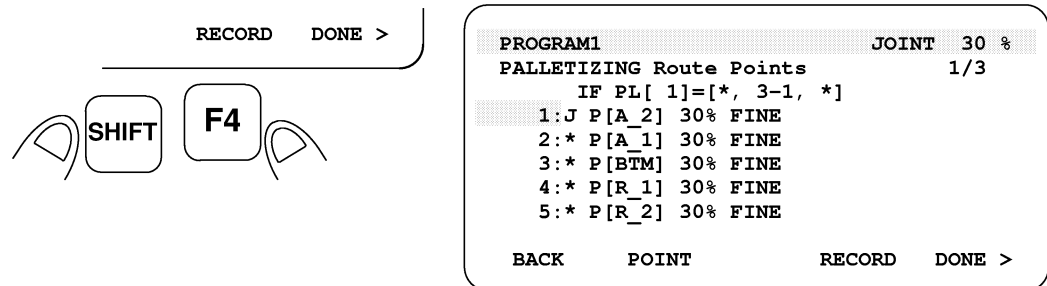 RECORD DONE >
SHIFT
F4
PROGRAM1 JOINT 30 %
PALLETIZING Route Points 1/3
IF PL[ 1]=[*, 3-1, *]
1:J P[A_2] 30% FINE
2:* P[A_1] 30% FINE
3:* P[BTM] 30% FINE
4:* P[R_1] 30% FINE
5:* P[R_2] 30% FINE
BACK POINT RECORD DONE >